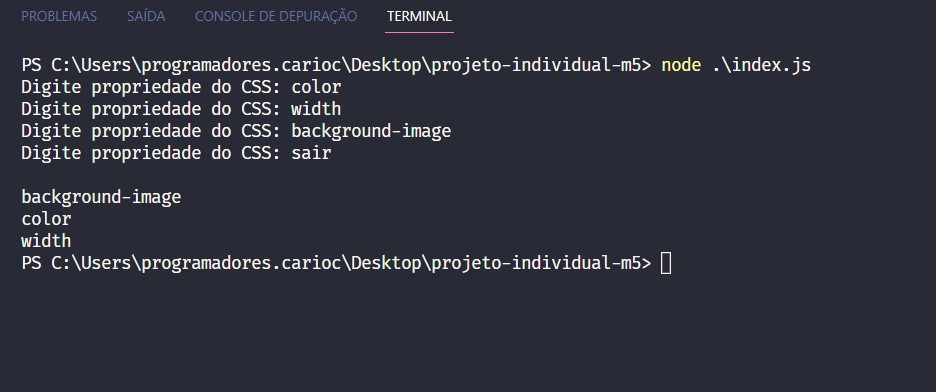 PROBLEMAS SAÍDA CONSOLE DE DEPURAÇÃO TERMINAL
PS C:\Users\programadores.carioc\Desktop\projeto-individual-m5> node .\index.js
Digite propriedade do CSS: color
Digite propriedade do CSS: width
Digite propriedade do CSS: background-image
Digite propriedade do CSS: sair
background-image
color
width
PS C:\Users\programadores.carioc\Desktop\projeto-individual-m5>